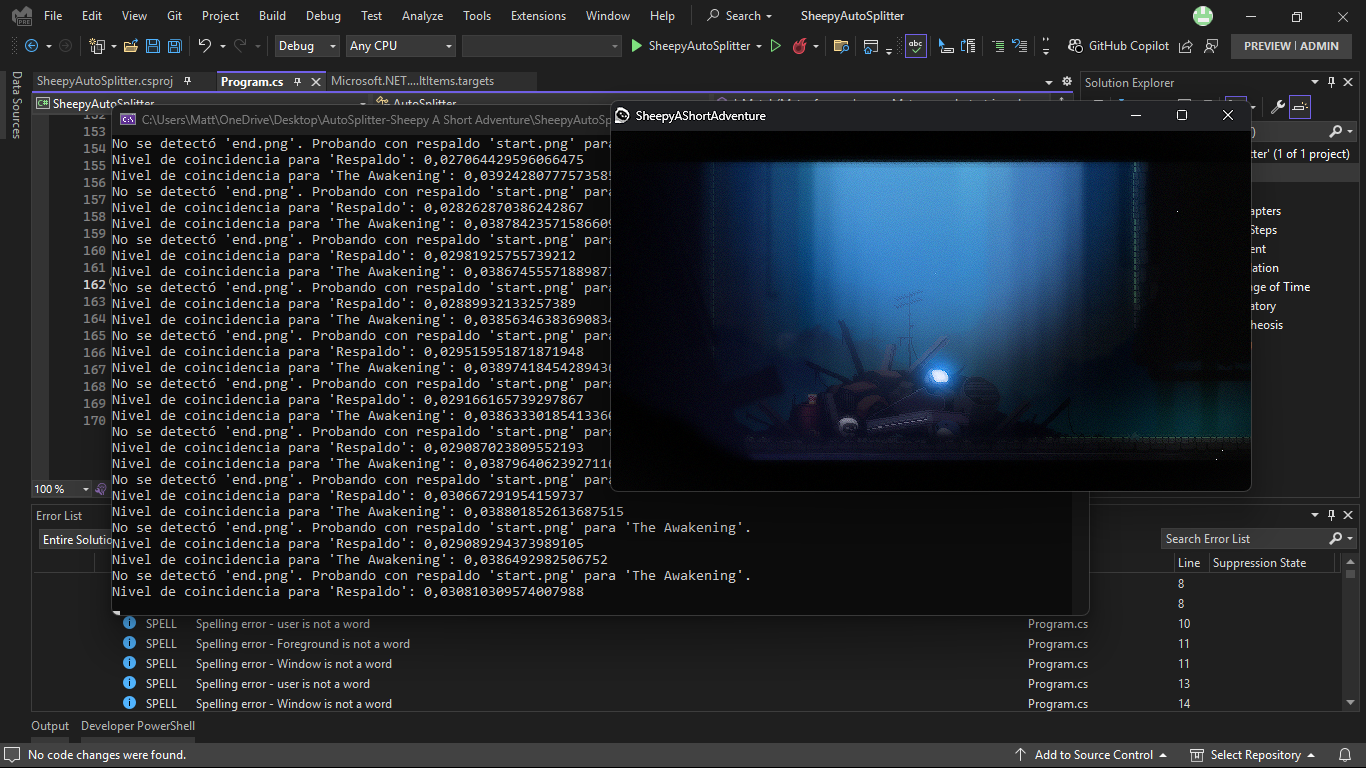 File Edit View Git Project Build Debug Test Analyze Tools Extensions Window Help Search SheepyAutoSplitter
Debug Any CPU SheepyAutoSplitter GitHub Copilot PREVIEW | ADMIN
Data Sources
SheepyAutoSplitter.csproj Program.cs Microsoft.NET....ltItems.targets
Solution Explorer
SheepyAutoSplitter AutoSplitter
C:\Users\Matt\OneDrive\Desktop\AutoSplitter-Sheepy A Short Adventure\SheepyAutoSp
SheepyAShortAdventure
tter' (1 of 1 project)
apters
Steps
ent
ation
ge of Time
atory
heosis
152
153
154
155
156
157
158
159
160
161
162
163
164
165
166
167
168
169
170
No se detectó 'end.png'. Probando con respaldo 'start.png' para
Nivel de coincidencia para 'Respaldo': 0,027064429596066475
Nivel de coincidencia para 'The Awakening': 0,0392428077757358
No se detectó 'end.png'. Probando con respaldo 'start.png' para
Nivel de coincidencia para 'Respaldo': 0,028262870386242867
Nivel de coincidencia para 'The Awakening': 0,0387842357158660
No se detectó 'end.png'. Probando con respaldo 'start.png' para
Nivel de coincidencia para 'Respaldo': 0,02981925755739212
Nivel de coincidencia para 'The Awakening': 0,0386745557188987
No se detectó 'end.png'. Probando con respaldo 'start.png' para
Nivel de coincidencia para 'Respaldo': 0,02889932133257389
Nivel de coincidencia para 'The Awakening': 0,0385634638369083
No se detectó 'end.png'. Probando con respaldo 'start.png' para
Nivel de coincidencia para 'Respaldo': 0,029515951871871948
Nivel de coincidencia para 'The Awakening': 0,0389741845428943
No se detectó 'end.png'. Probando con respaldo 'start.png' para
Nivel de coincidencia para 'Respaldo': 0,029166165739297867
Nivel de coincidencia para 'The Awakening': 0,0386333018541336
No se detectó 'end.png'. Probando con respaldo 'start.png' para
Nivel de coincidencia para 'Respaldo': 0,029087023809552193
Nivel de coincidencia para 'The Awakening': 0,0387964062392711
No se detectó 'end.png'. Probando con respaldo 'start.png' para
Nivel de coincidencia para 'Respaldo': 0,030667291954159737
Nivel de coincidencia para 'The Awakening': 0,038801852613687515
No se detectó 'end.png'. Probando con respaldo 'start.png' para 'The Awakening'.
Nivel de coincidencia para 'Respaldo': 0,029089294373989105
Nivel de coincidencia para 'The Awakening': 0,0386492982506752
No se detectó 'end.png'. Probando con respaldo 'start.png' para 'The Awakening'.
Nivel de coincidencia para 'Respaldo': 0,030810309574007988
100 %
Error List
Entire Solutio
Search Error List
Line Suppression State
8
8
SPELL Spelling error - user is not a word Program.cs 10
SPELL Spelling error - Foreground is not a word Program.cs 11
SPELL Spelling error - Window is not a word Program.cs 11
SPELL Spelling error - user is not a word Program.cs 13
SPELL Spelling error - Window is not a word Program.cs 14
Output Developer PowerShell
No code changes were found. Add to Source Control Select Repository